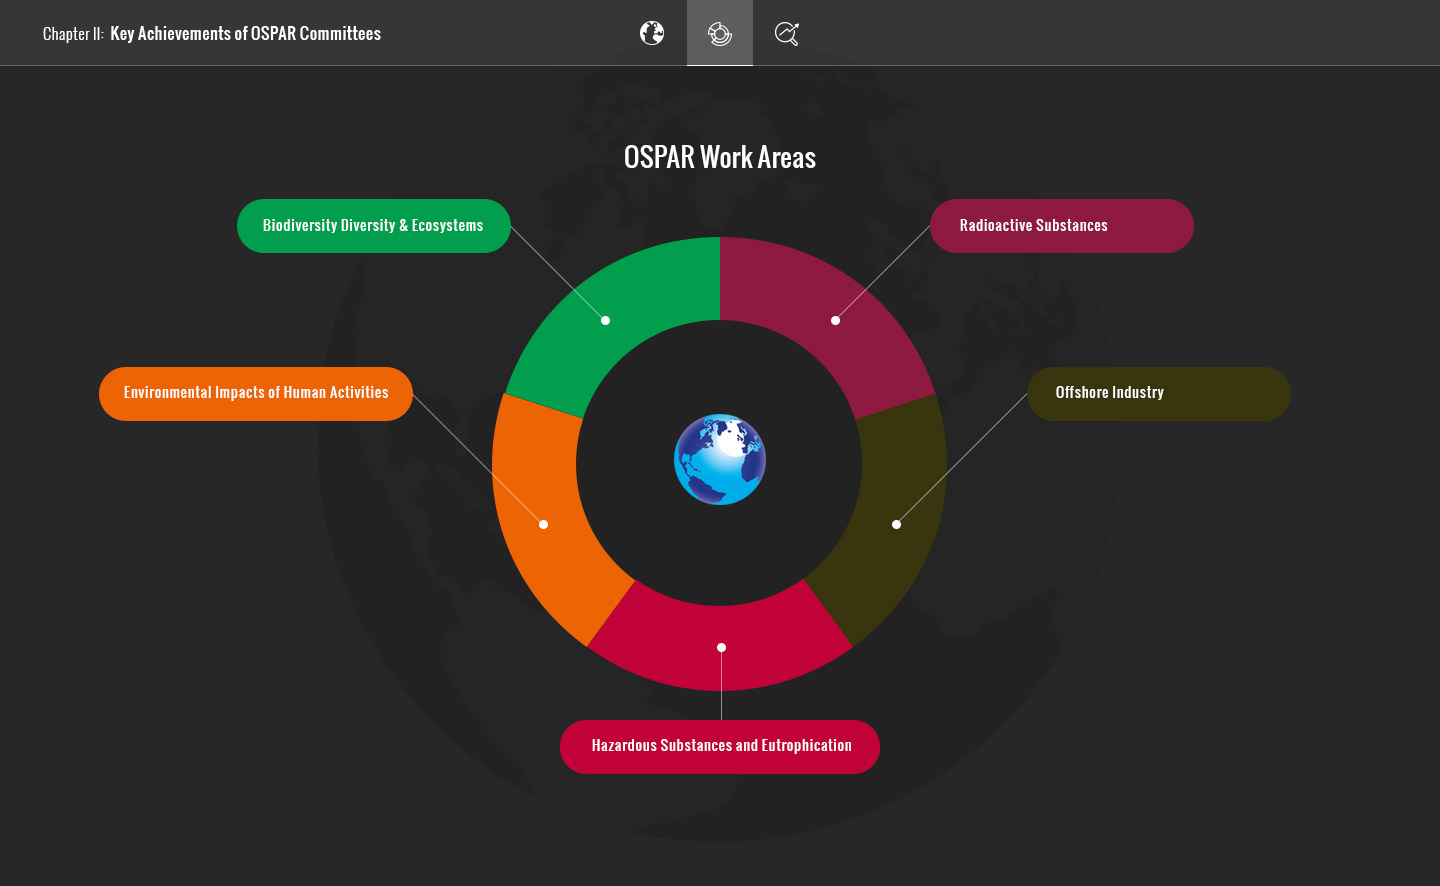 Chapter II: Key Achievements of OSPAR Committees
OSPAR Work Areas
Biodiversity Diversity & Ecosystems
Radioactive Substances
Environmental Impacts of Human Activities
Offshore Industry
Hazardous Substances and Eutrophication